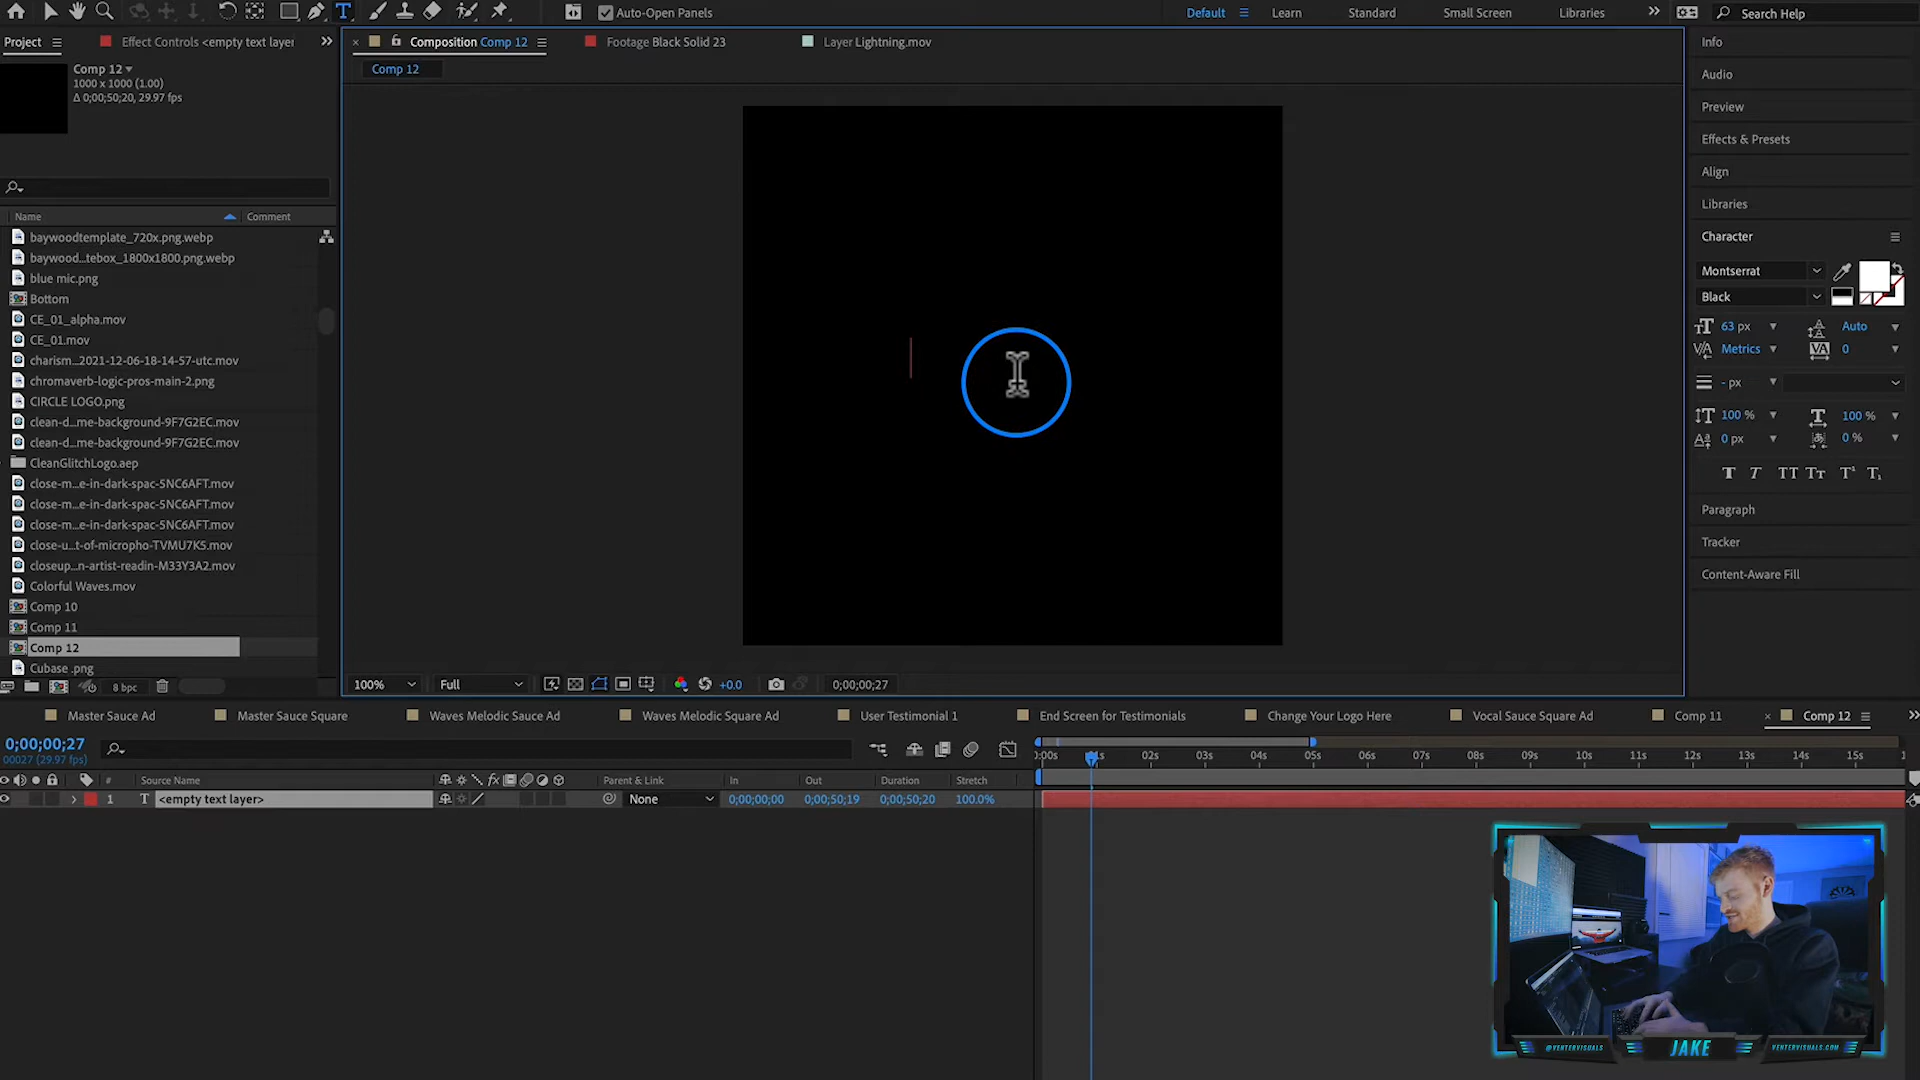 Auto-Open Panels
Default
Learn
Standard
Small Screen
Libraries
Search Help
Project
Effect Controls <empty text layer
Composition Comp 12
Footage Black Solid 23
Layer Lightning.mov
Comp 12
Comp 12
1000 x 1000 (1.00)
Δ 0;00;50;20, 29.97 fps
Name
Comment
baywoodtemplate_720x.png.webp
baywood...tebox_1800x1800.png.webp
blue mic.png
Bottom
CE_01_alpha.mov
CE_01.mov
charism...2021-12-06-18-14-57-utc.mov
chromaverb-logic-pros-main-2.png
CIRCLE LOGO.png
clean-d...me-background-9F7G2EC.mov
clean-d...me-background-9F7G2EC.mov
CleanGlitchLogo.aep
close-m...e-in-dark-spac-5NC6AFT.mov
close-m...e-in-dark-spac-5NC6AFT.mov
close-m...e-in-dark-spac-5NC6AFT.mov
close-u...t-of-micropho-TVMU7K5.mov
closeup...n-artist-readin-M33Y3A2.mov
Colorful Waves.mov
Comp 10
Comp 11
Comp 12
Cubase .png
8 bpc
100%
Full
+0.0
0;00;00;27
Info
Audio
Preview
Effects & Presets
Align
Libraries
Character
Montserrat
Black
63 px
Auto
Metrics
0
- px
100 %
100 %
0 px
0 %
Paragraph
Tracker
Content-Aware Fill
Master Sauce Ad
Master Sauce Square
Waves Melodic Sauce Ad
Waves Melodic Square Ad
User Testimonial 1
End Screen for Testimonials
Change Your Logo Here
Vocal Sauce Square Ad
Comp 11
Comp 12
0;00;00;27
00027 (29.97 fps)
:00s
01s
02s
03s
04s
05s
06s
07s
08s
09s
10s
11s
12s
13s
14s
15s
#
Source Name
Parent & Link
In
Out
Duration
Stretch
1
T
<empty text layer>
None
0;00;00;00
0;00;50;19
0;00;50;20
100.0%
@VENTERVISUALS
JAKE
VENTERVISUALS.COM